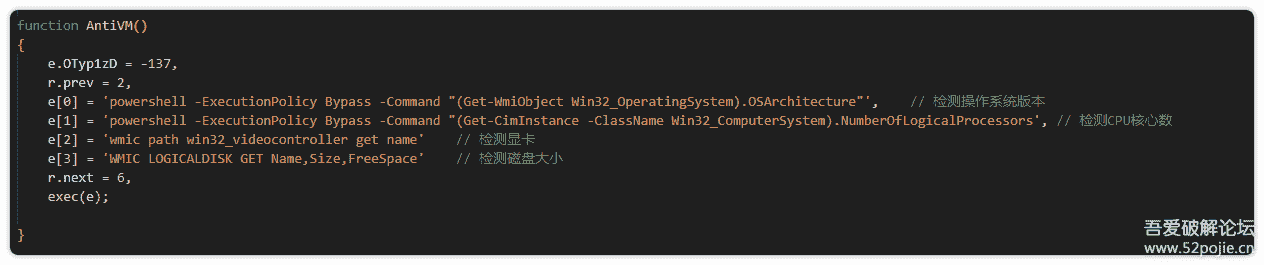 function AntiVM()
{
e.OTyp1zD = -137,
r.prev = 2,
e[0] = 'powershell -ExecutionPolicy Bypass -Command "(Get-WmiObject Win32_OperatingSystem).OSArchitecture"', // 检测操作系统版本
e[1] = 'powershell -ExecutionPolicy Bypass -Command "(Get-CimInstance -ClassName Win32_ComputerSystem).NumberOfLogicalProcessors', // 检测CPU核心数
e[2] = 'wmic path win32_videocontroller get name' // 检测显卡
e[3] = 'WMIC LOGICALDISK GET Name,Size,FreeSpace' // 检测磁盘大小
r.next = 6,
exec(e);
}
吾爱破解论坛
www.52pojie.cn